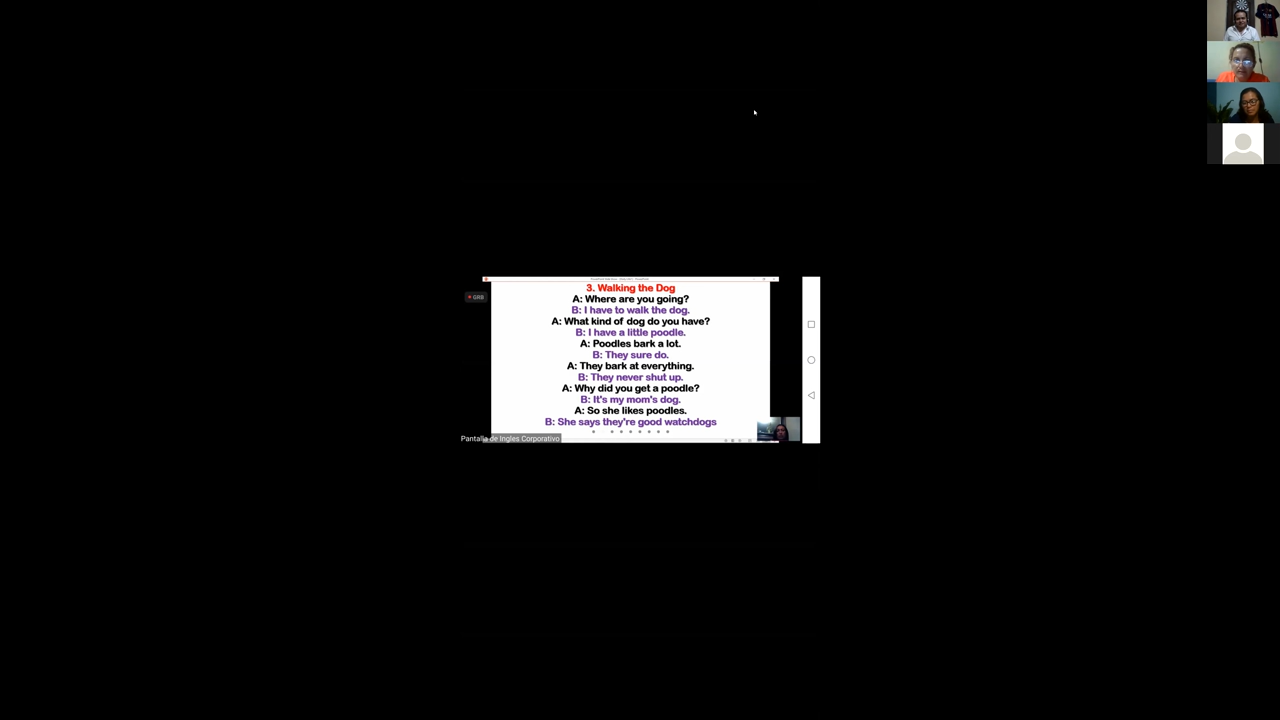 3. Walking the Dog
A: Where are you going?
B: I have to walk the dog.
A: What kind of dog do you have?
B: I have a little poodle.
A: Poodles bark a lot.
B: They sure do.
A: They bark at everything.
B: They never shut up.
A: Why did you get a poodle?
B: It's my mom's dog.
A: So she likes poodles.
B: She says they're good watchdogs
Pantalla de Ingles Corporativo